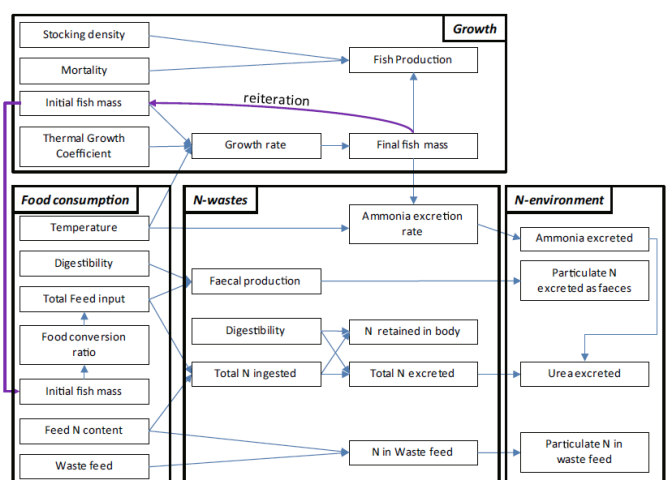 Growth
Stocking density
Fish Production
Mortality
Initial fish mass
reiteration
Thermal Growth
Coefficient
Growth rate
Final fish mass
Food consumption
N-wastes
N-environment
Temperature
Ammonia excretion
rate
Ammonia excreted
Digestibility
Faecal production
Particulate N
excreted as faeces
Total Feed input
Digestibility
N retained in body
Food conversion
ratio
Total N ingested
Total N excreted
Urea excreted
Initial fish mass
Feed N content
N in Waste feed
Particulate N in
waste feed
Waste feed